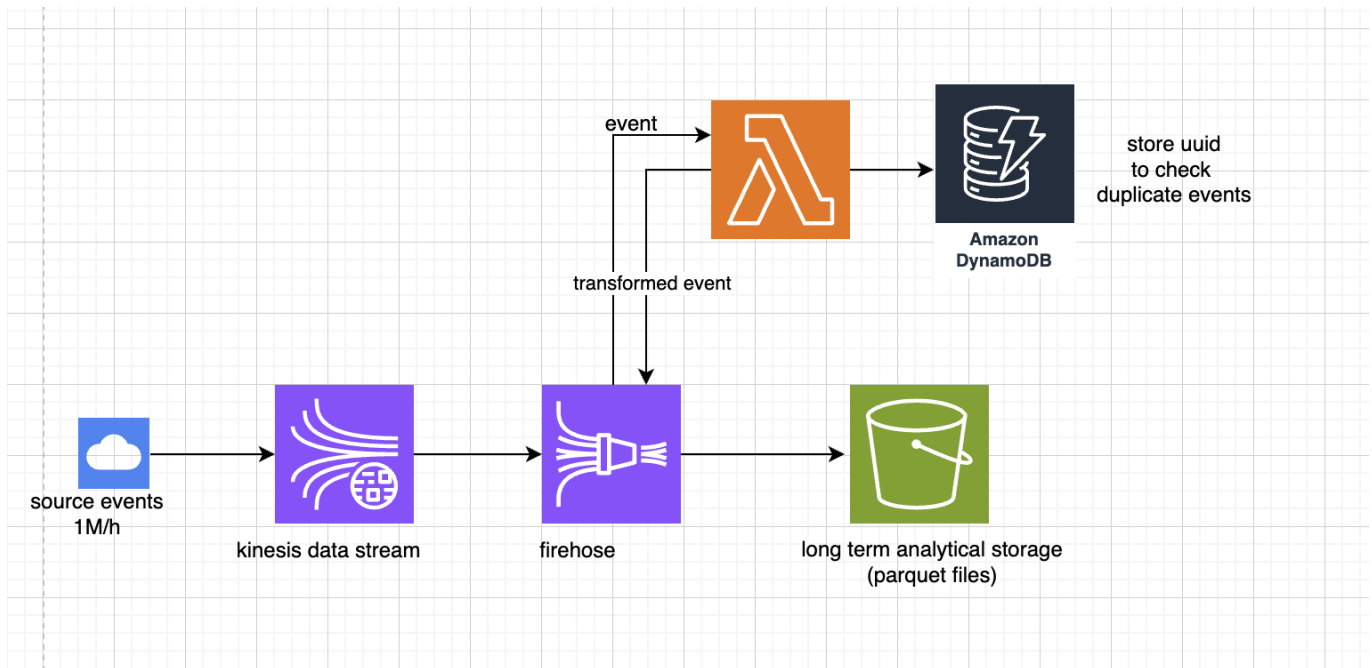 event
store uuid
to check
duplicate events
Amazon
DynamoDB
transformed event
source events
1M/h
kinesis data stream
firehose
long term analytical storage
(parquet files)